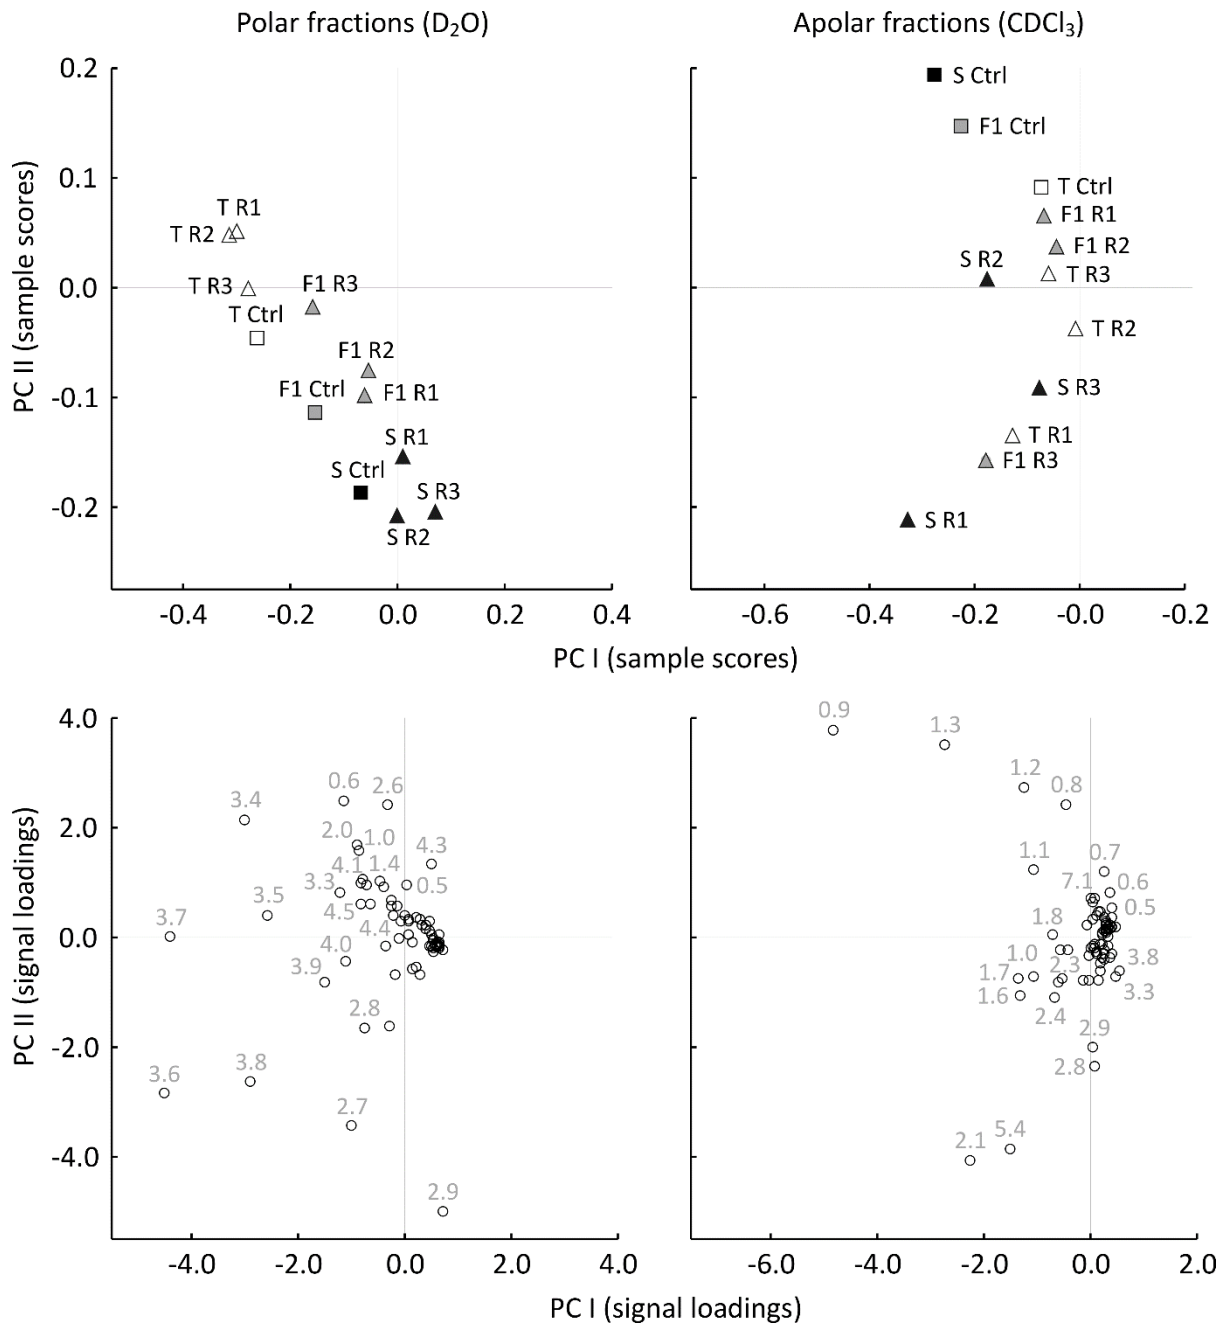 Polar fractions (D₂O)
Apolar fractions (CDCl₃)
PC II (sample scores)
0.2
0.1
0.0
-0.1
-0.2
T R1
T R2
T R3
F1 R3
T Ctrl
F1 R2
F1 Ctrl
F1 R1
S R1
S Ctrl
S R3
S R2
-0.4
-0.2
0.0
0.2
0.4
S Ctrl
F1 Ctrl
T Ctrl
F1 R1
F1 R2
S R2
T R3
T R2
S R3
T R1
F1 R3
S R1
-0.6
-0.4
-0.2
-0.0
-0.2
PC I (sample scores)
PC II (signal loadings)
4.0
2.0
0.0
-2.0
-4.0
0.6
2.6
3.4
2.0
1.0
4.3
4.1
1.4
3.3
0.5
3.5
4.5
3.7
4.4
4.0
3.9
2.8
3.8
3.6
2.7
2.9
-4.0
-2.0
0.0
2.0
4.0
0.9
1.3
1.2
0.8
1.1
0.7
7.1
0.6
0.5
1.8
1.0
2.3
3.8
1.7
1.6
3.3
2.4
2.9
2.8
5.4
2.1
-6.0
-4.0
-2.0
0.0
2.0
PC I (signal loadings)